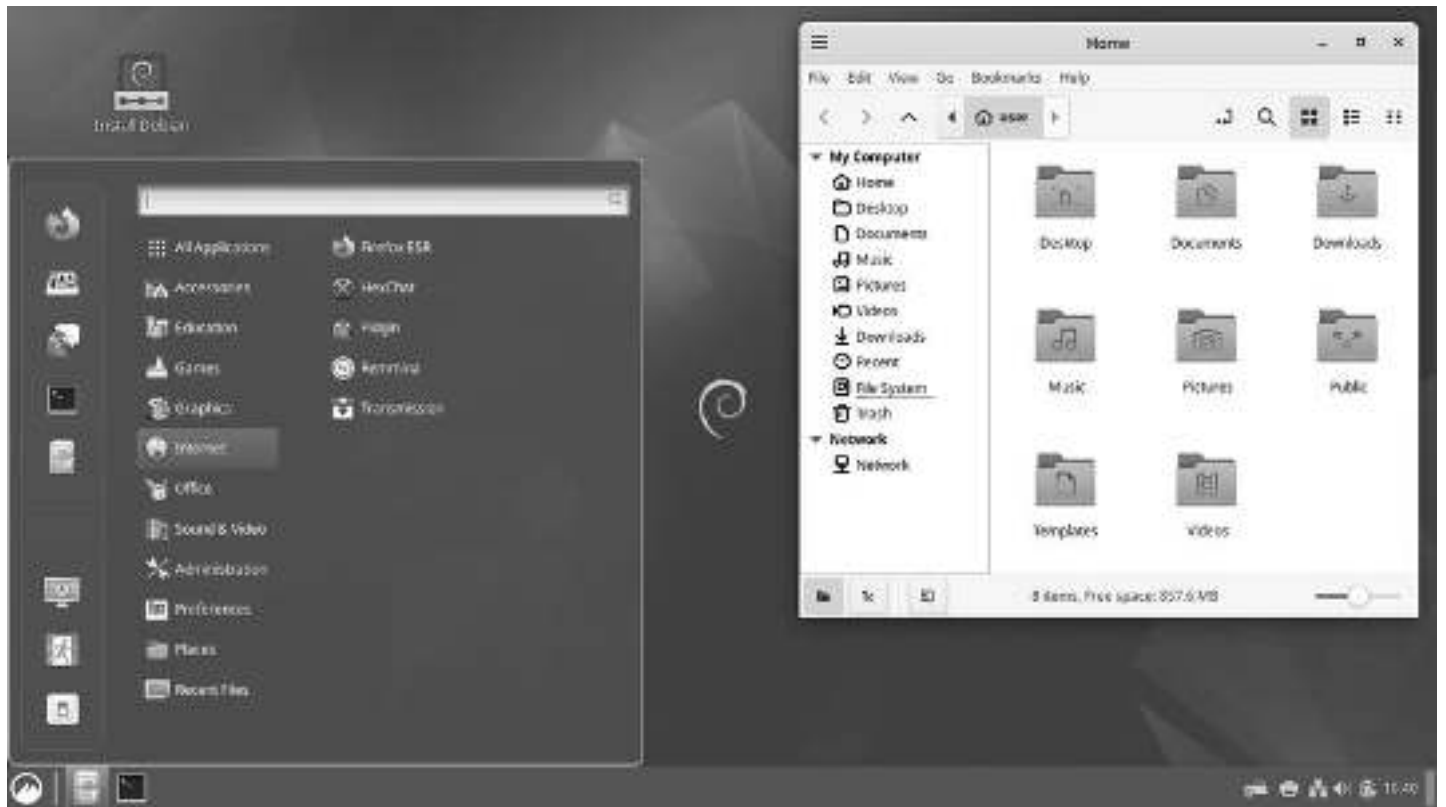 Install Debian
All Applications
Accessories
Education
Games
Graphics
Internet
Office
Sound & Video
Administration
Preferences
Places
Recent Files
Firefox ESR
HexChat
Pidgin
Remmina
Transmission
Home
File Edit View Go Bookmarks Help
user
My Computer
Home
Desktop
Documents
Music
Pictures
Videos
Downloads
Recent
File System
Trash
Network
Network
Desktop Documents Downloads
Music Pictures Public
Templates Videos
8 items, Free space: 857.6 MB